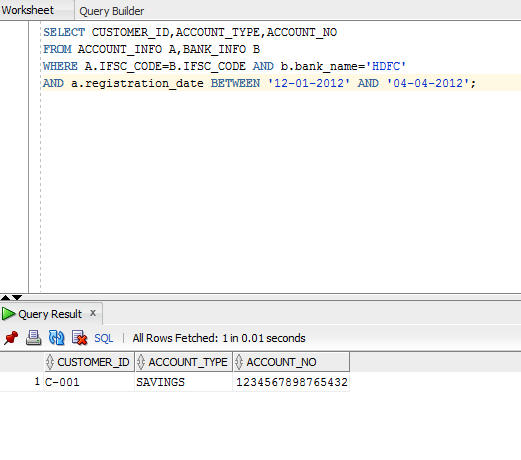 Worksheet Query Builder
SELECT CUSTOMER_ID,ACCOUNT_TYPE,ACCOUNT_NO
FROM ACCOUNT_INFO A,BANK_INFO B
WHERE A.IFSC_CODE=B.IFSC_CODE AND b.bank_name='HDFC'
AND a.registration_date BETWEEN '12-01-2012' AND '04-04-2012';
Query Result x
SQL | All Rows Fetched: 1 in 0.01 seconds
CUSTOMER_ID ACCOUNT_TYPE ACCOUNT_NO
1 C-001 SAVINGS 1234567898765432